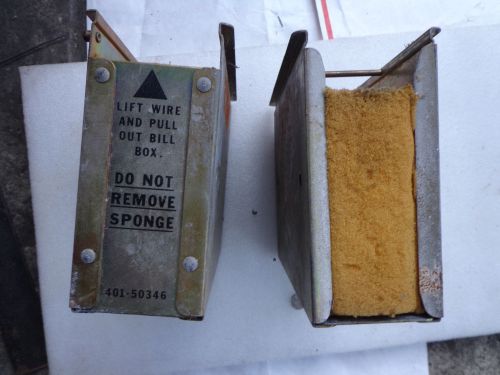 LIFT WIRE
AND PULL
OUT BILL
BOX.
DO NOT
REMOVE
SPONGE
401-50346